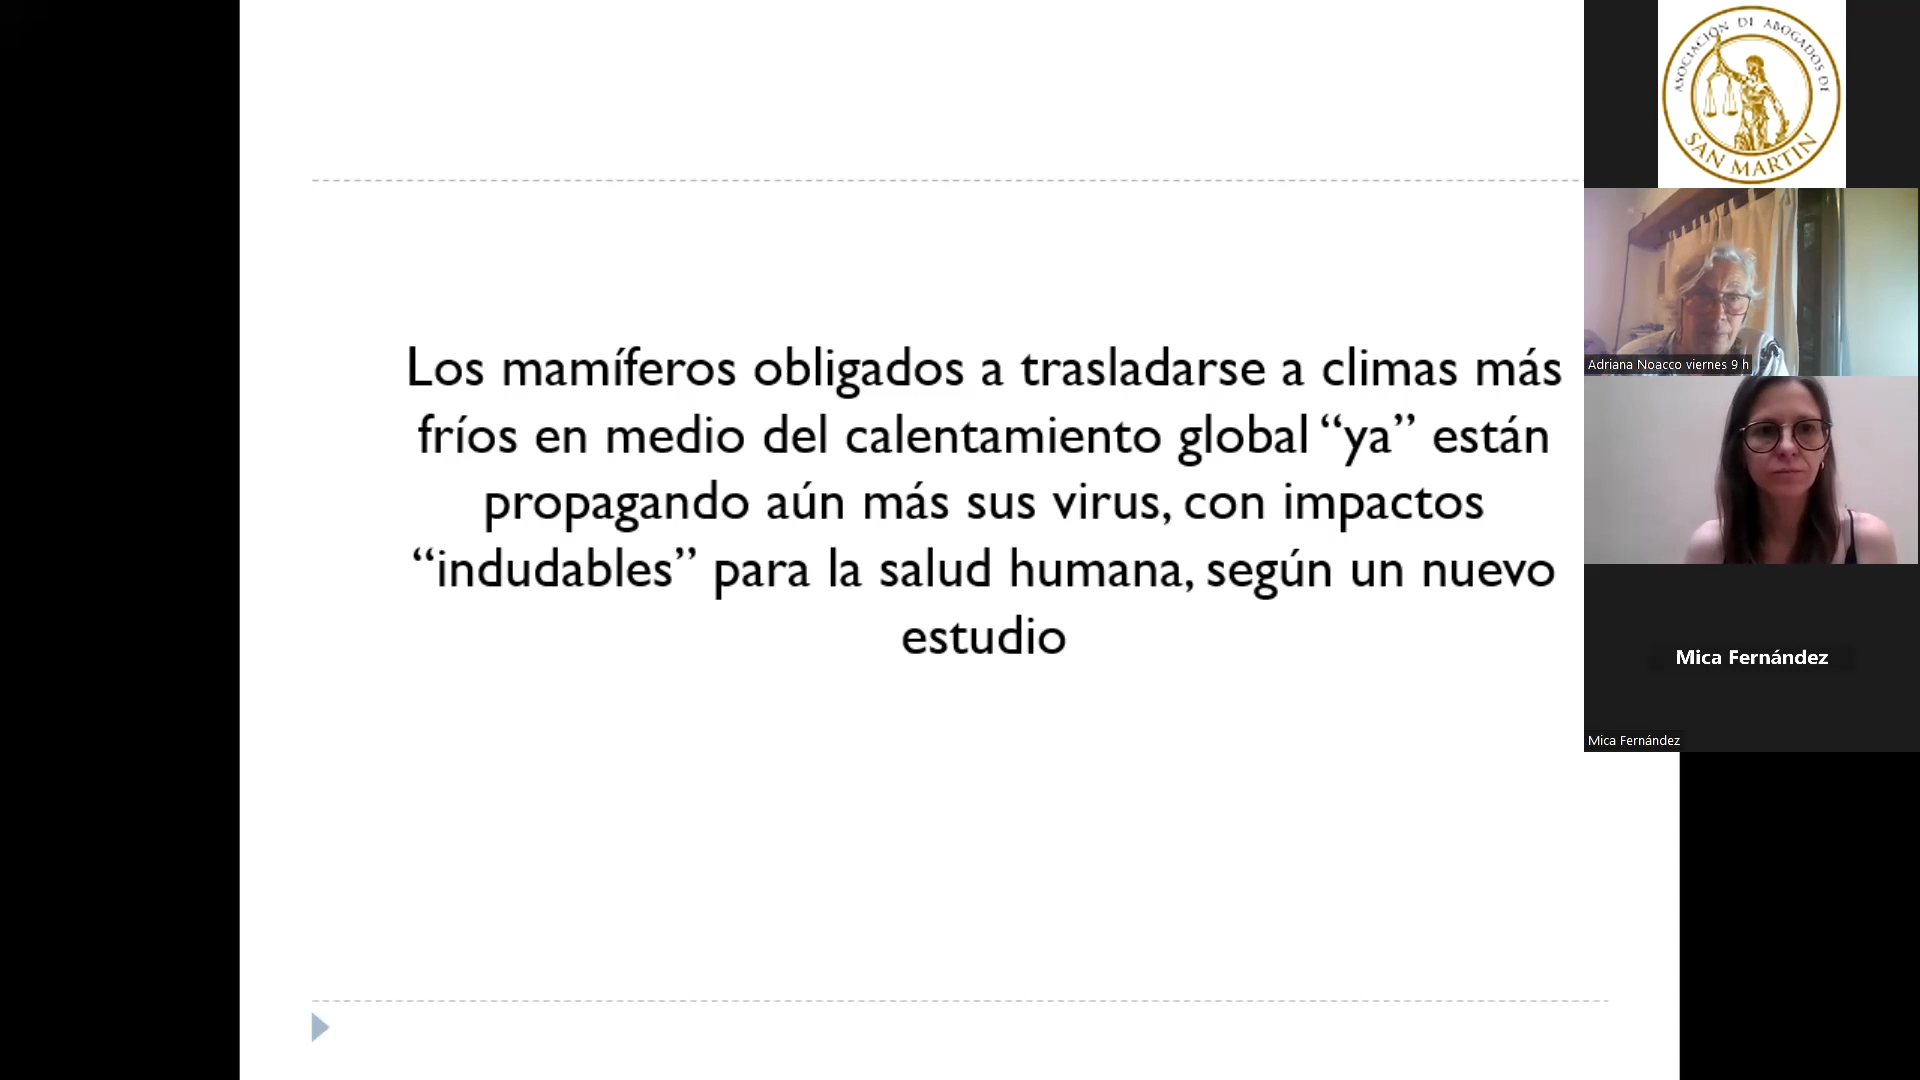 Los mamíferos obligados a trasladarse a climas más
fríos en medio del calentamiento global “ya” están
propagando aún más sus virus, con impactos
“indudables” para la salud humana, según un nuevo
estudio
ASOCIACION DE ABOGADOS DE
SAN MARTIN
Adriana Noacco viernes 9 h
Mica Fernández
Mica Fernández